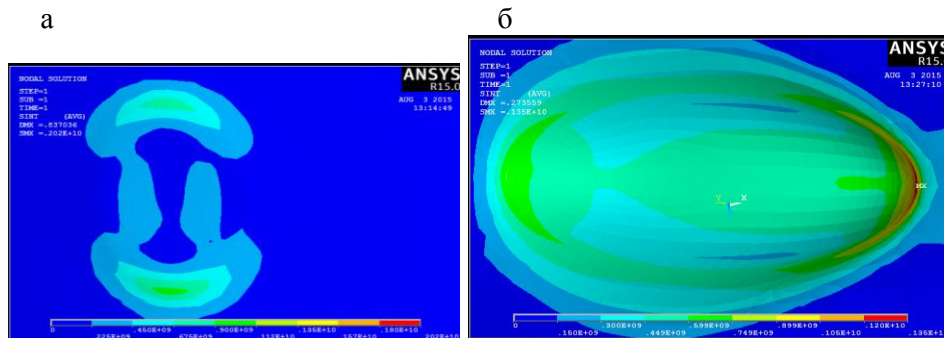 а
б
NODAL SOLUTION
STEP=1
SUB =1
TIME=1
SINT (AVG)
DMX =.837036
SMX =.202E+10
ANSYS
R15.0
AUG 3 2015
13:14:49
0
.225E+09
.450E+09
.675E+09
.900E+09
.112E+10
.135E+10
.157E+10
.180E+10
.202E+10
NODAL SOLUTION
STEP=1
SUB =1
TIME=1
SINT (AVG)
DMX =.273559
SMX =.135E+10
ANSYS
R15.0
AUG 3 2015
13:27:10
Y
X
MX
0
.150E+09
.300E+09
.449E+09
.599E+09
.749E+09
.899E+09
.105E+10
.120E+10
.135E+10